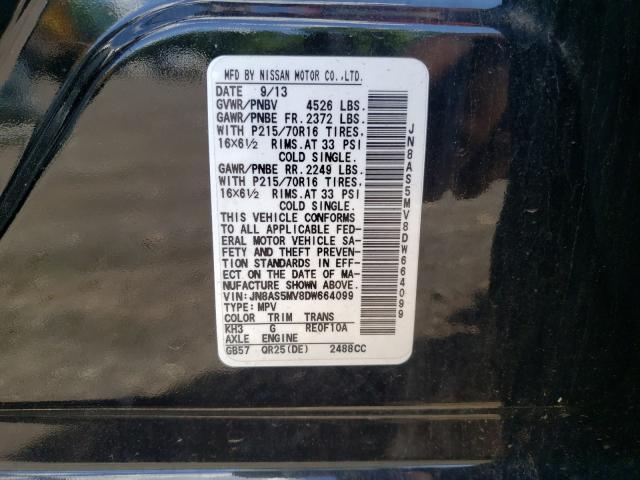 MFD BY NISSAN MOTOR CO.,LTD.
DATE 9/13
GVWR/PNBV 4526 LBS.
GAWR/PNBE FR.2372 LBS.
WITH P215/70R16 TIRES.
16X6½ RIMS.AT 33 PSI
COLD SINGLE.
GAWR/PNBE RR.2249 LBS.
WITH P215/70R16 TIRES.
16X6½ RIMS.AT 33 PSI
COLD SINGLE.
THIS VEHICLE CONFORMS
TO ALL APPLICABLE FED-
ERAL MOTOR VEHICLE SA-
FETY AND THEFT PREVEN-
TION STANDARDS IN EFF-
ECT ON THE DATE OF MA-
NUFACTURE SHOWN ABOVE.
VIN:JN8AS5MV8DW664099
TYPE:MPV
COLOR TRIM TRANS
KH3 G RE0F10A
AXLE ENGINE
GB57 QR25(DE) 2488CC
JN8AS5MV8DW664099